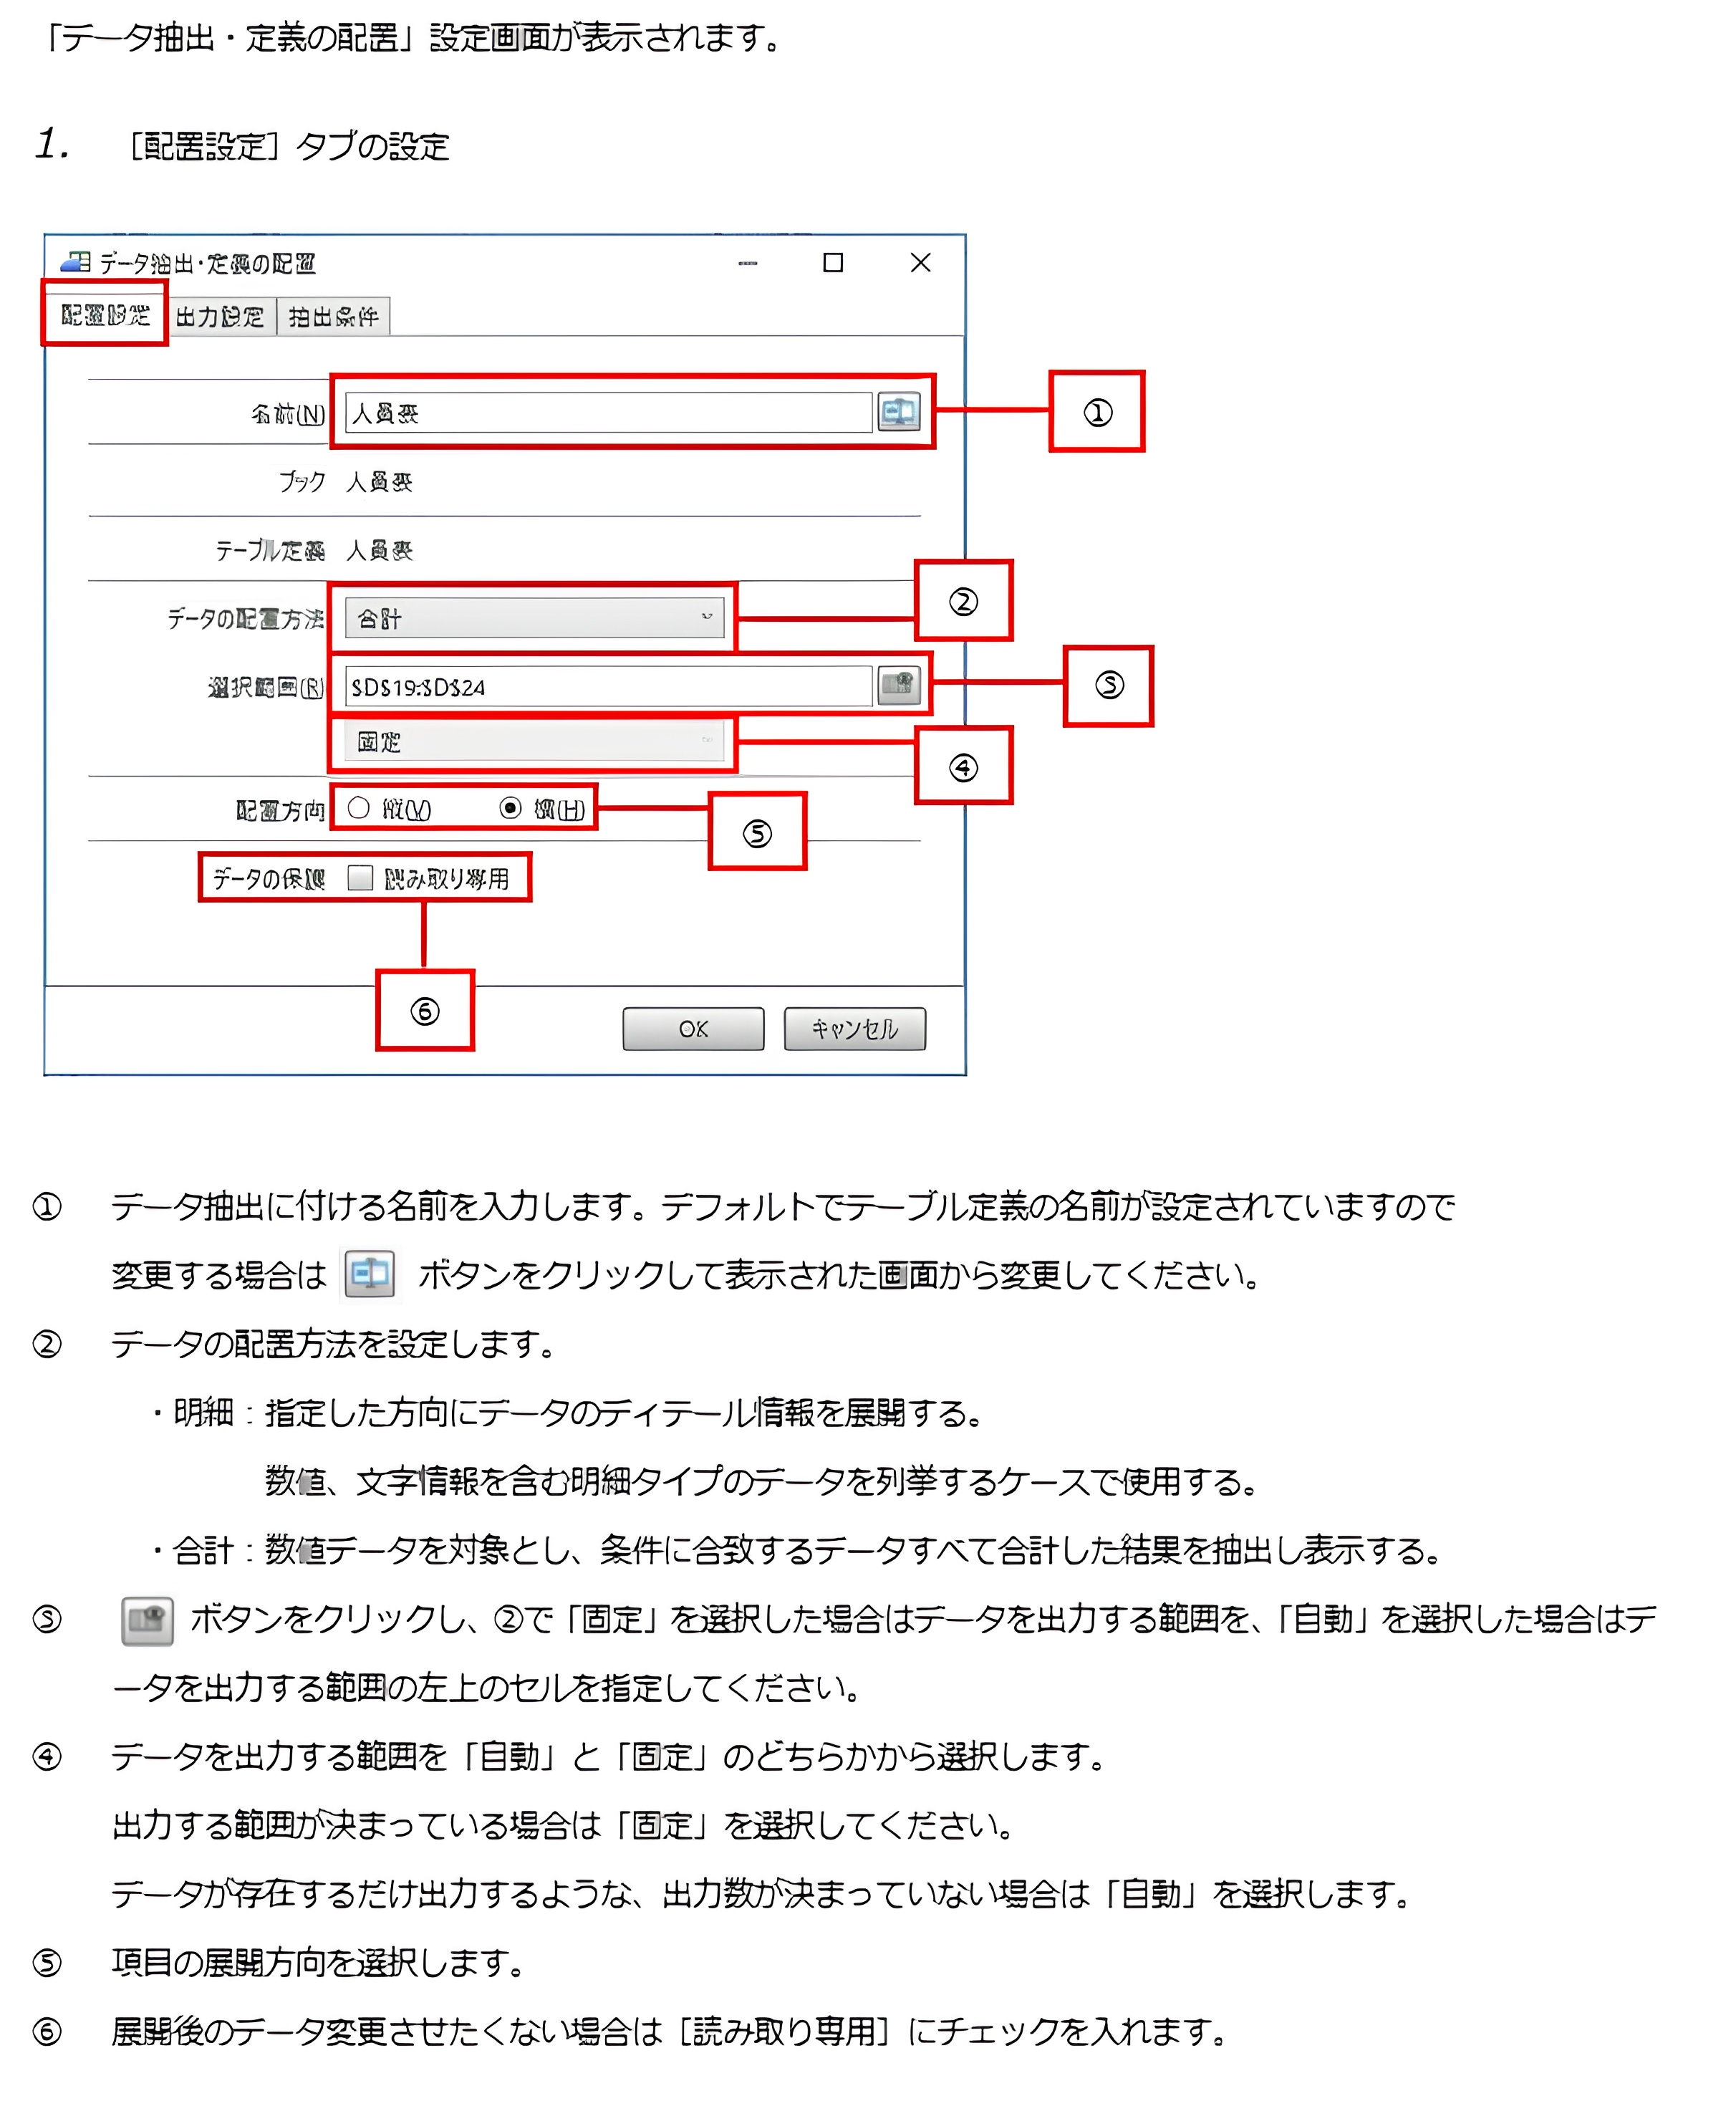 「データ抽出・定義の配置」設定画面が表示されます。
1. ［配置設定］タブの設定
データ抽出・定義の配置
配置設定 出力設定 抽出条件
名前(N) 人員表
①
ブック 人員表
テーブル定義 人員表
データの配置方法 合計
②
選択範囲(R) $D$19:$D$24
③
固定
④
配置方向 縦(V) 横(H)
⑤
データの保護 読み取り専用
⑥
OK キャンセル
① データ抽出に付ける名前を入力します。デフォルトでテーブル定義の名前が設定されていますので
変更する場合は ボタンをクリックして表示された画面から変更してください。
② データの配置方法を設定します。
・明細：指定した方向にデータのディテール情報を展開する。
数値、文字情報を含む明細タイプのデータを列挙するケースで使用する。
・合計：数値データを対象とし、条件に合致するデータすべて合計した結果を抽出し表示する。
③ ボタンをクリックし、②で「固定」を選択した場合はデータを出力する範囲を、「自動」を選択した場合はデ
ータを出力する範囲の左上のセルを指定してください。
④ データを出力する範囲を「自動」と「固定」のどちらかから選択します。
出力する範囲が決まっている場合は「固定」を選択してください。
データが存在するだけ出力するような、出力数が決まっていない場合は「自動」を選択します。
⑤ 項目の展開方向を選択します。
⑥ 展開後のデータ変更させたくない場合は［読み取り専用］にチェックを入れます。